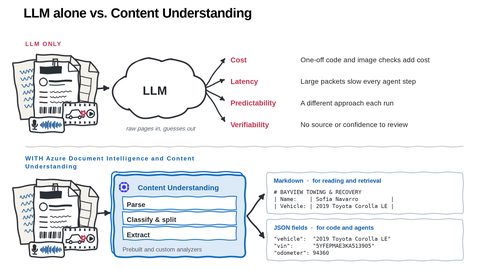 LLM alone vs. Content Understanding
LLM ONLY
LLM
raw pages in, guesses out
Cost One-off code and image checks add cost
Latency Large packets slow every agent step
Predictability A different approach each run
Verifiability No source or confidence to review
WITH Azure Document Intelligence and Content
Understanding
Content Understanding
Parse
Classify & split
Extract
Prebuilt and custom analyzers
Markdown · for reading and retrieval
# BAYVIEW TOWING & RECOVERY
| Name: | Sofia Navarro |
| Vehicle: | 2019 Toyota Corolla LE |
JSON fields · for code and agents
"vehicle": "2019 Toyota Corolla LE"
"vin": "5YFEPMAE3KA513905"
"odometer": 94360